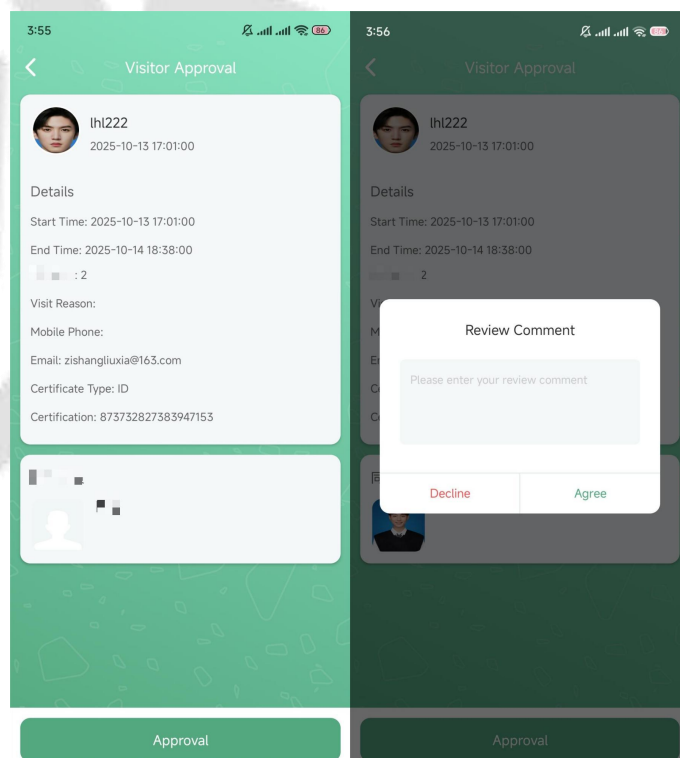 3:55
86
Visitor Approval
lhl222
2025-10-13 17:01:00
Details
Start Time: 2025-10-13 17:01:00
End Time: 2025-10-14 18:38:00
: 2
Visit Reason:
Mobile Phone:
Email: zishangliuxia@163.com
Certificate Type: ID
Certification: 873732827383947153
Approval
3:56
Visitor Approval
lhl222
2025-10-13 17:01:00
Details
Start Time: 2025-10-13 17:01:00
End Time: 2025-10-14 18:38:00
2
Review Comment
Please enter your review comment
Decline
Agree
同
Approval